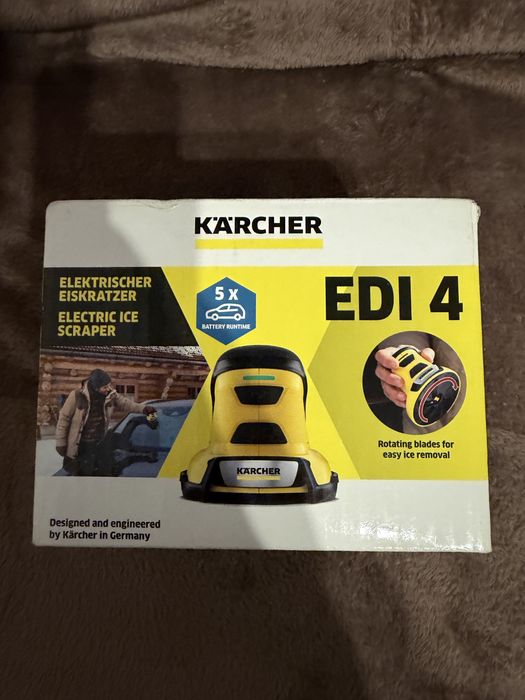 KÄRCHER
ELEKTRISCHER
EISKRATZER
ELECTRIC ICE
SCRAPER
5 x
BATTERY RUNTIME
EDI 4
Rotating blades for
easy ice removal
KÄRCHER
Designed and engineered
by Kärcher in Germany